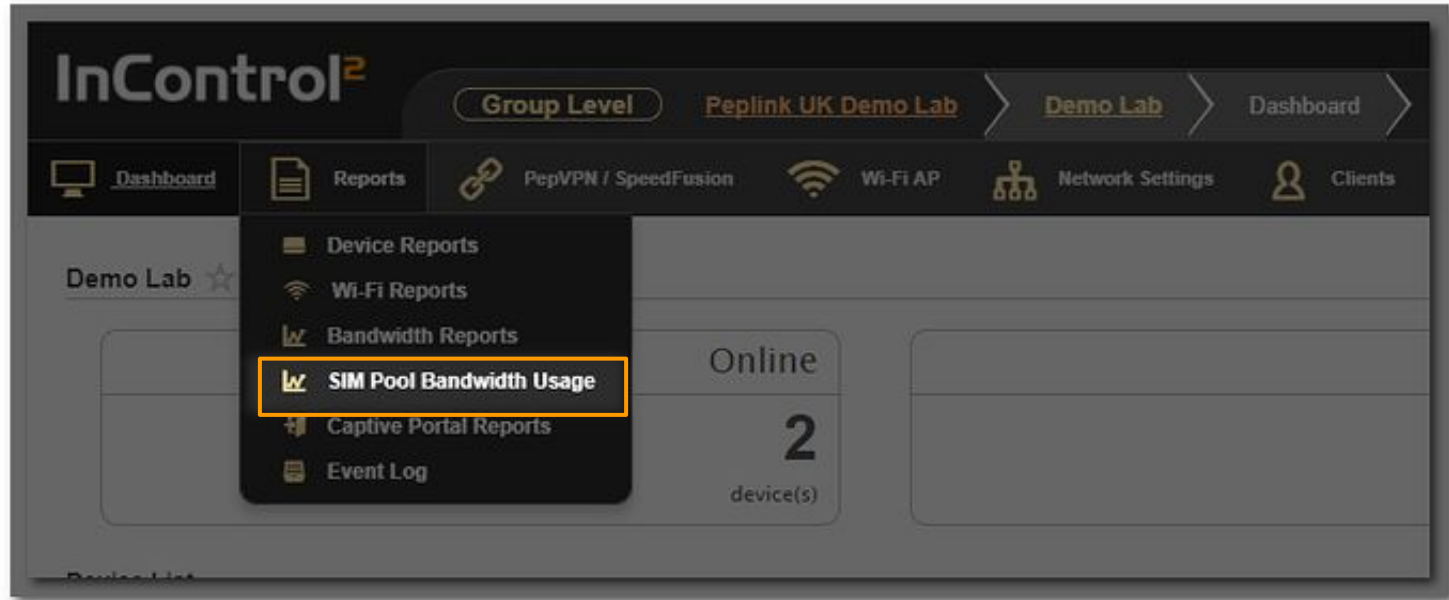 InControl²
Group Level Peplink UK Demo Lab Demo Lab Dashboard
Dashboard Reports PepVPN / SpeedFusion Wi-Fi AP Network Settings Clients
Device Reports
Demo Lab
Wi-Fi Reports
Bandwidth Reports
SIM Pool Bandwidth Usage
Captive Portal Reports
Event Log
Online
2
device(s)
Device List